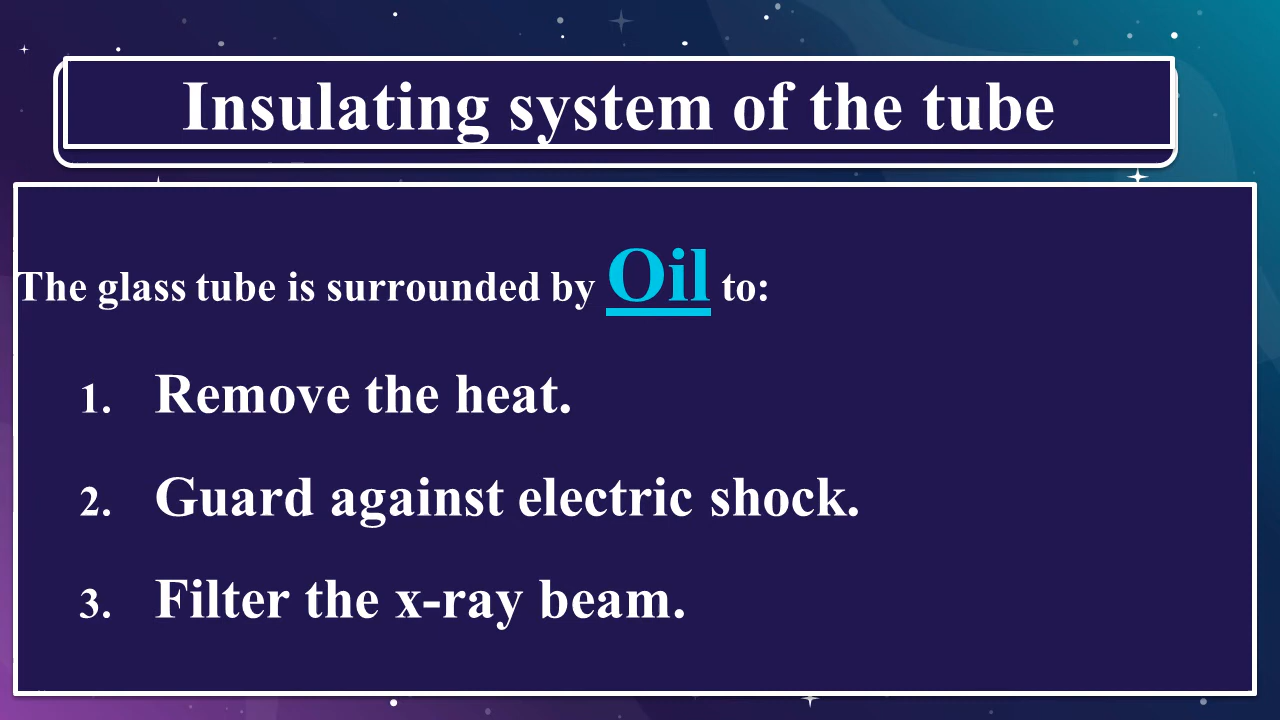 Insulating system of the tube
The glass tube is surrounded by Oil to:
1. Remove the heat.
2. Guard against electric shock.
3. Filter the x-ray beam.